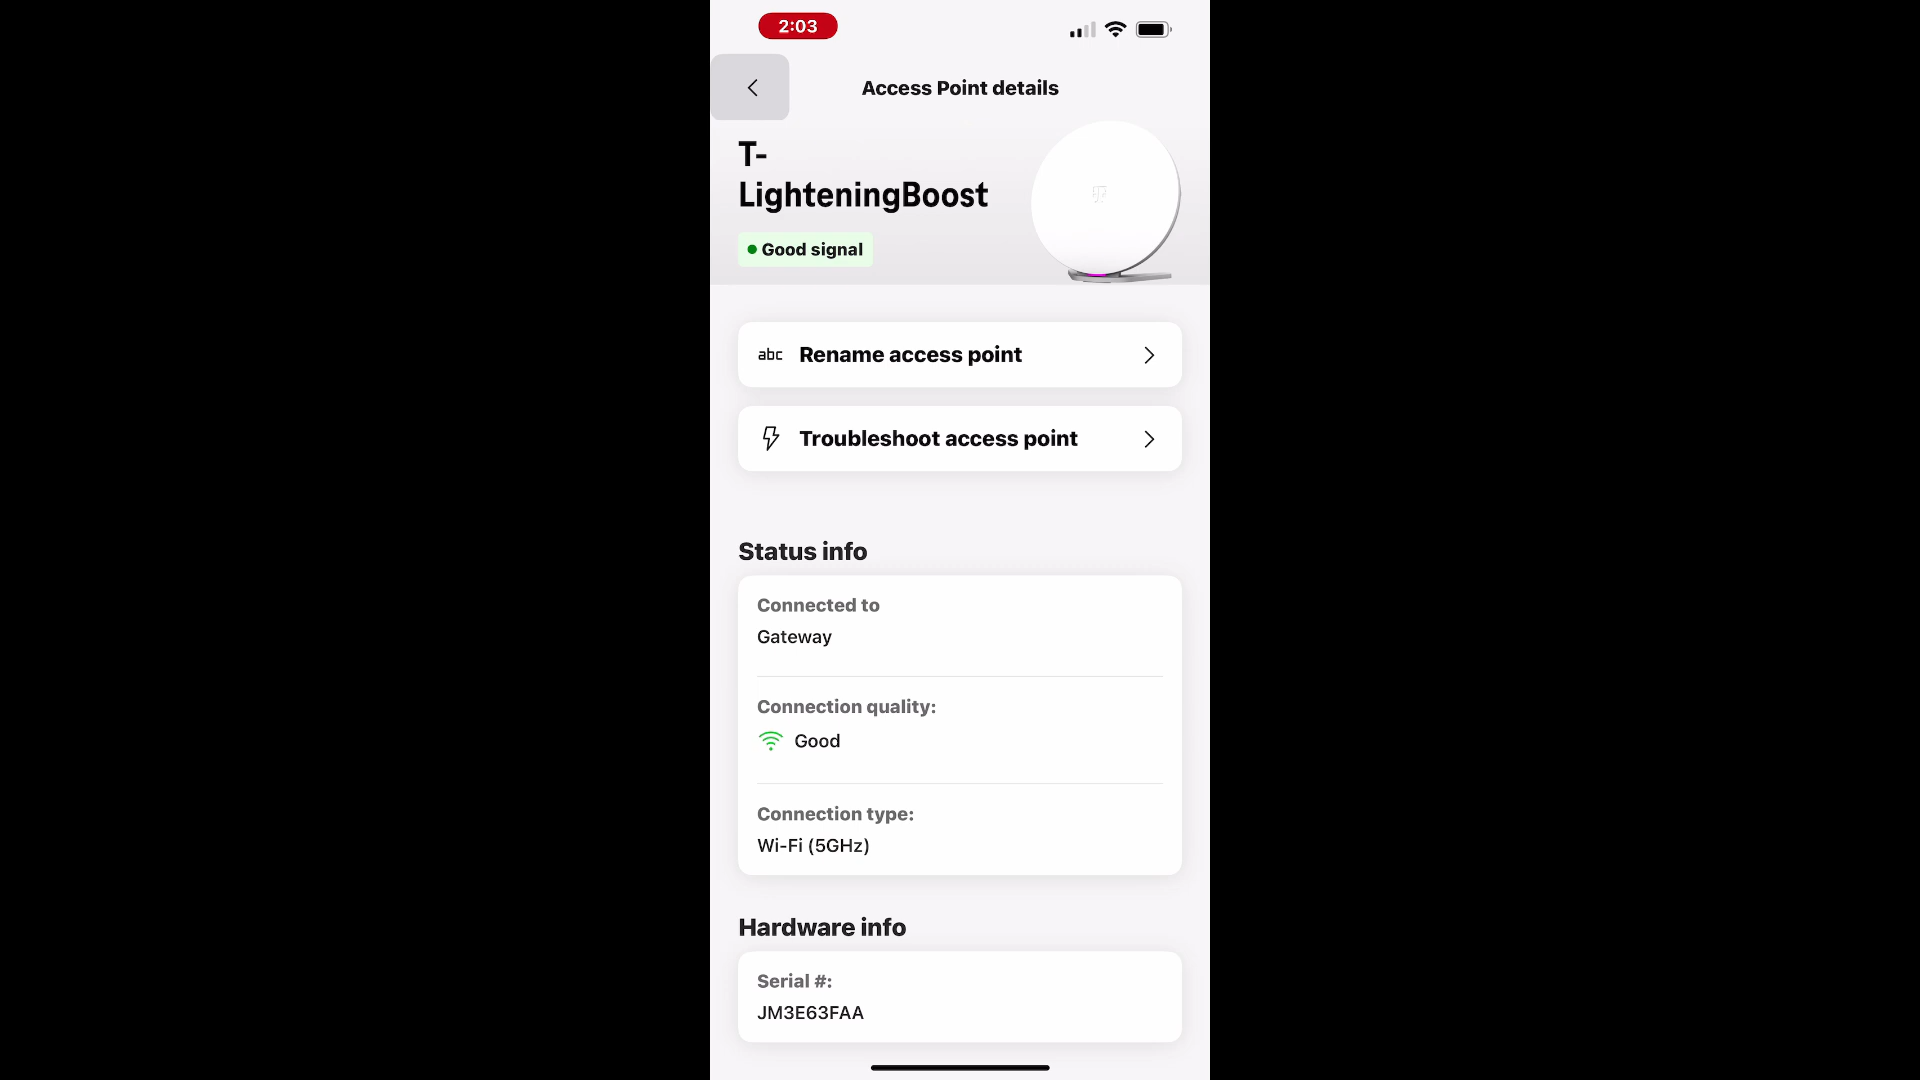 2:03
Access Point details
T-
LighteningBoost
Good signal
abc Rename access point
Troubleshoot access point
Status info
Connected to
Gateway
Connection quality:
Good
Connection type:
Wi-Fi (5GHz)
Hardware info
Serial #:
JM3E63FAA